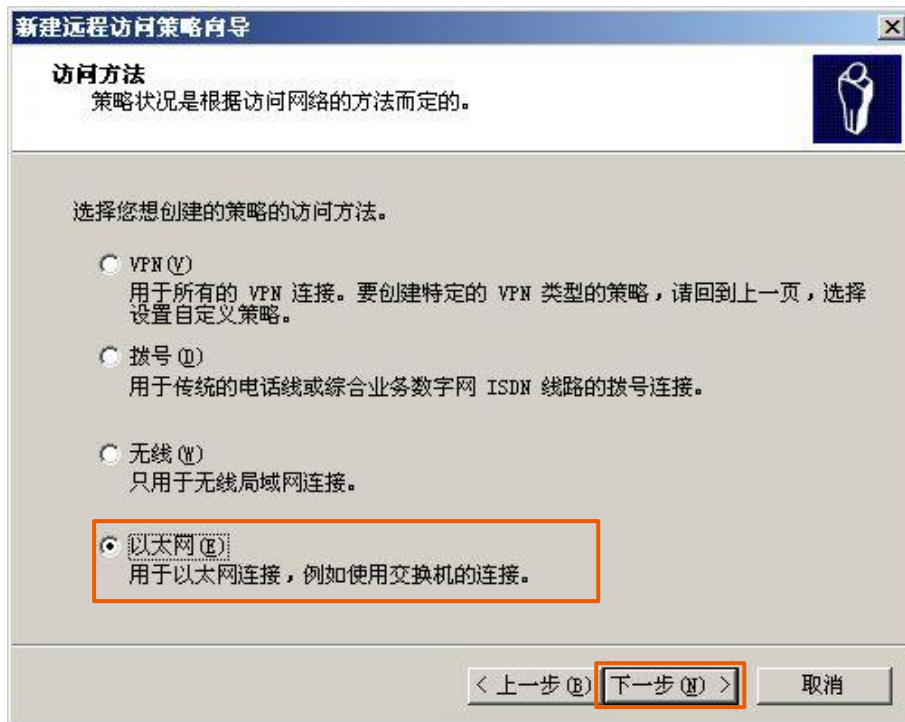 新建远程访问策略向导
访问方法
策略状况是根据访问网络的方法而定的。
选择您想创建的策略的访问方法。
VPN(V)
用于所有的 VPN 连接。要创建特定的 VPN 类型的策略，请回到上一页，选择
设置自定义策略。
拨号(D)
用于传统的电话线或综合业务数字网 ISDN 线路的拨号连接。
无线(W)
只用于无线局域网连接。
以太网(E)
用于以太网连接，例如使用交换机的连接。
< 上一步(B) 下一步(N) > 取消